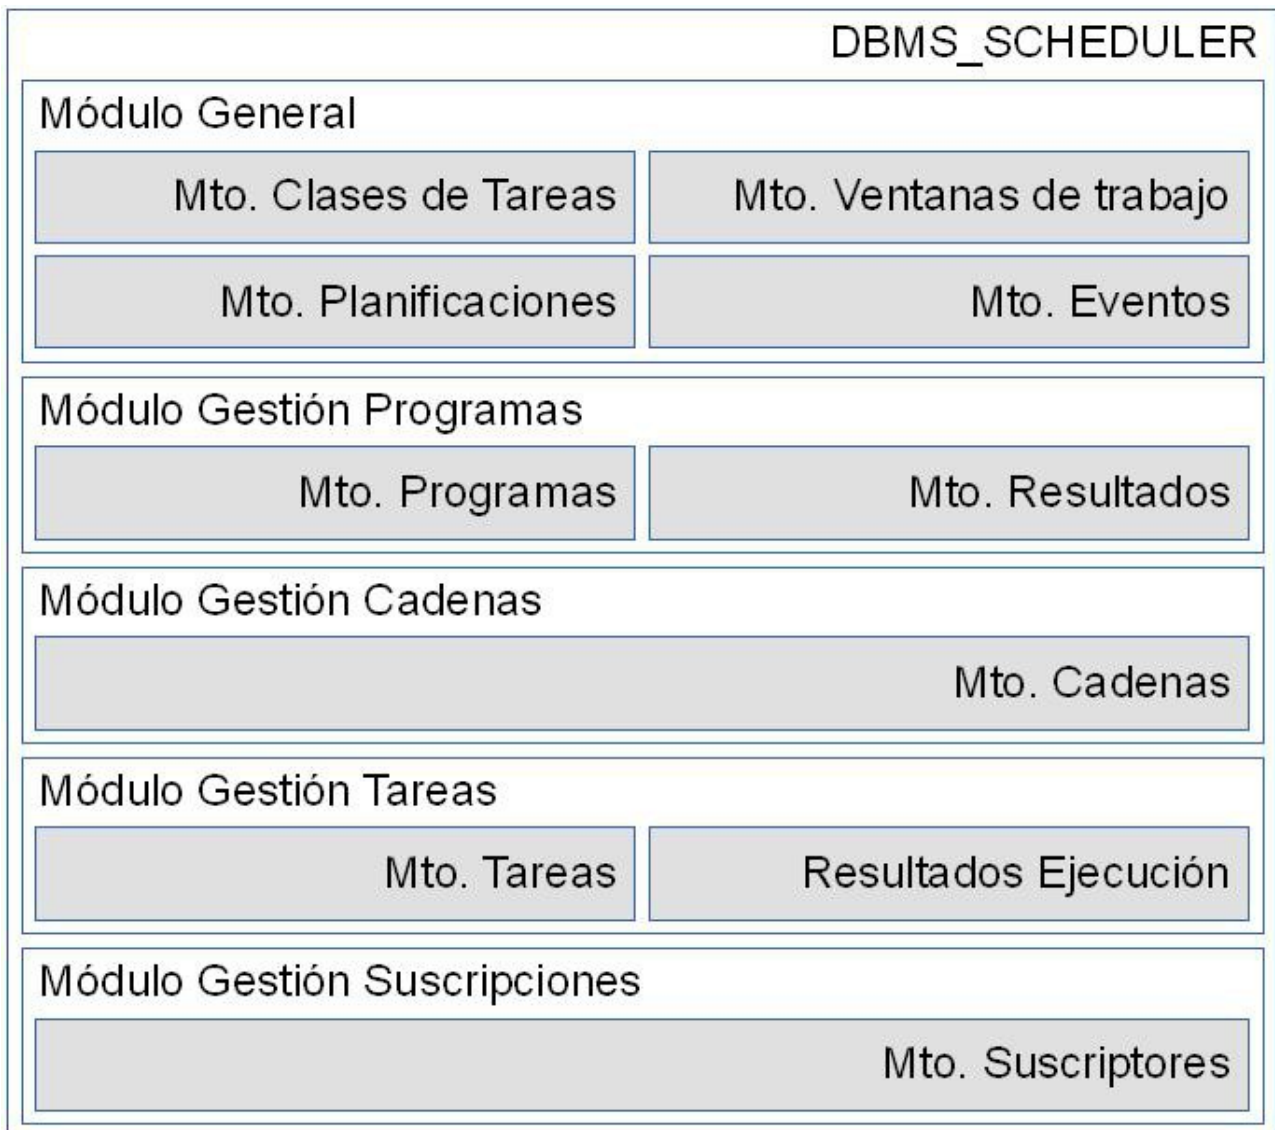 DBMS_SCHEDULER
Módulo General
Mto. Clases de Tareas
Mto. Ventanas de trabajo
Mto. Planificaciones
Mto. Eventos
Módulo Gestión Programas
Mto. Programas
Mto. Resultados
Módulo Gestión Cadenas
Mto. Cadenas
Módulo Gestión Tareas
Mto. Tareas
Resultados Ejecución
Módulo Gestión Suscripciones
Mto. Suscriptores